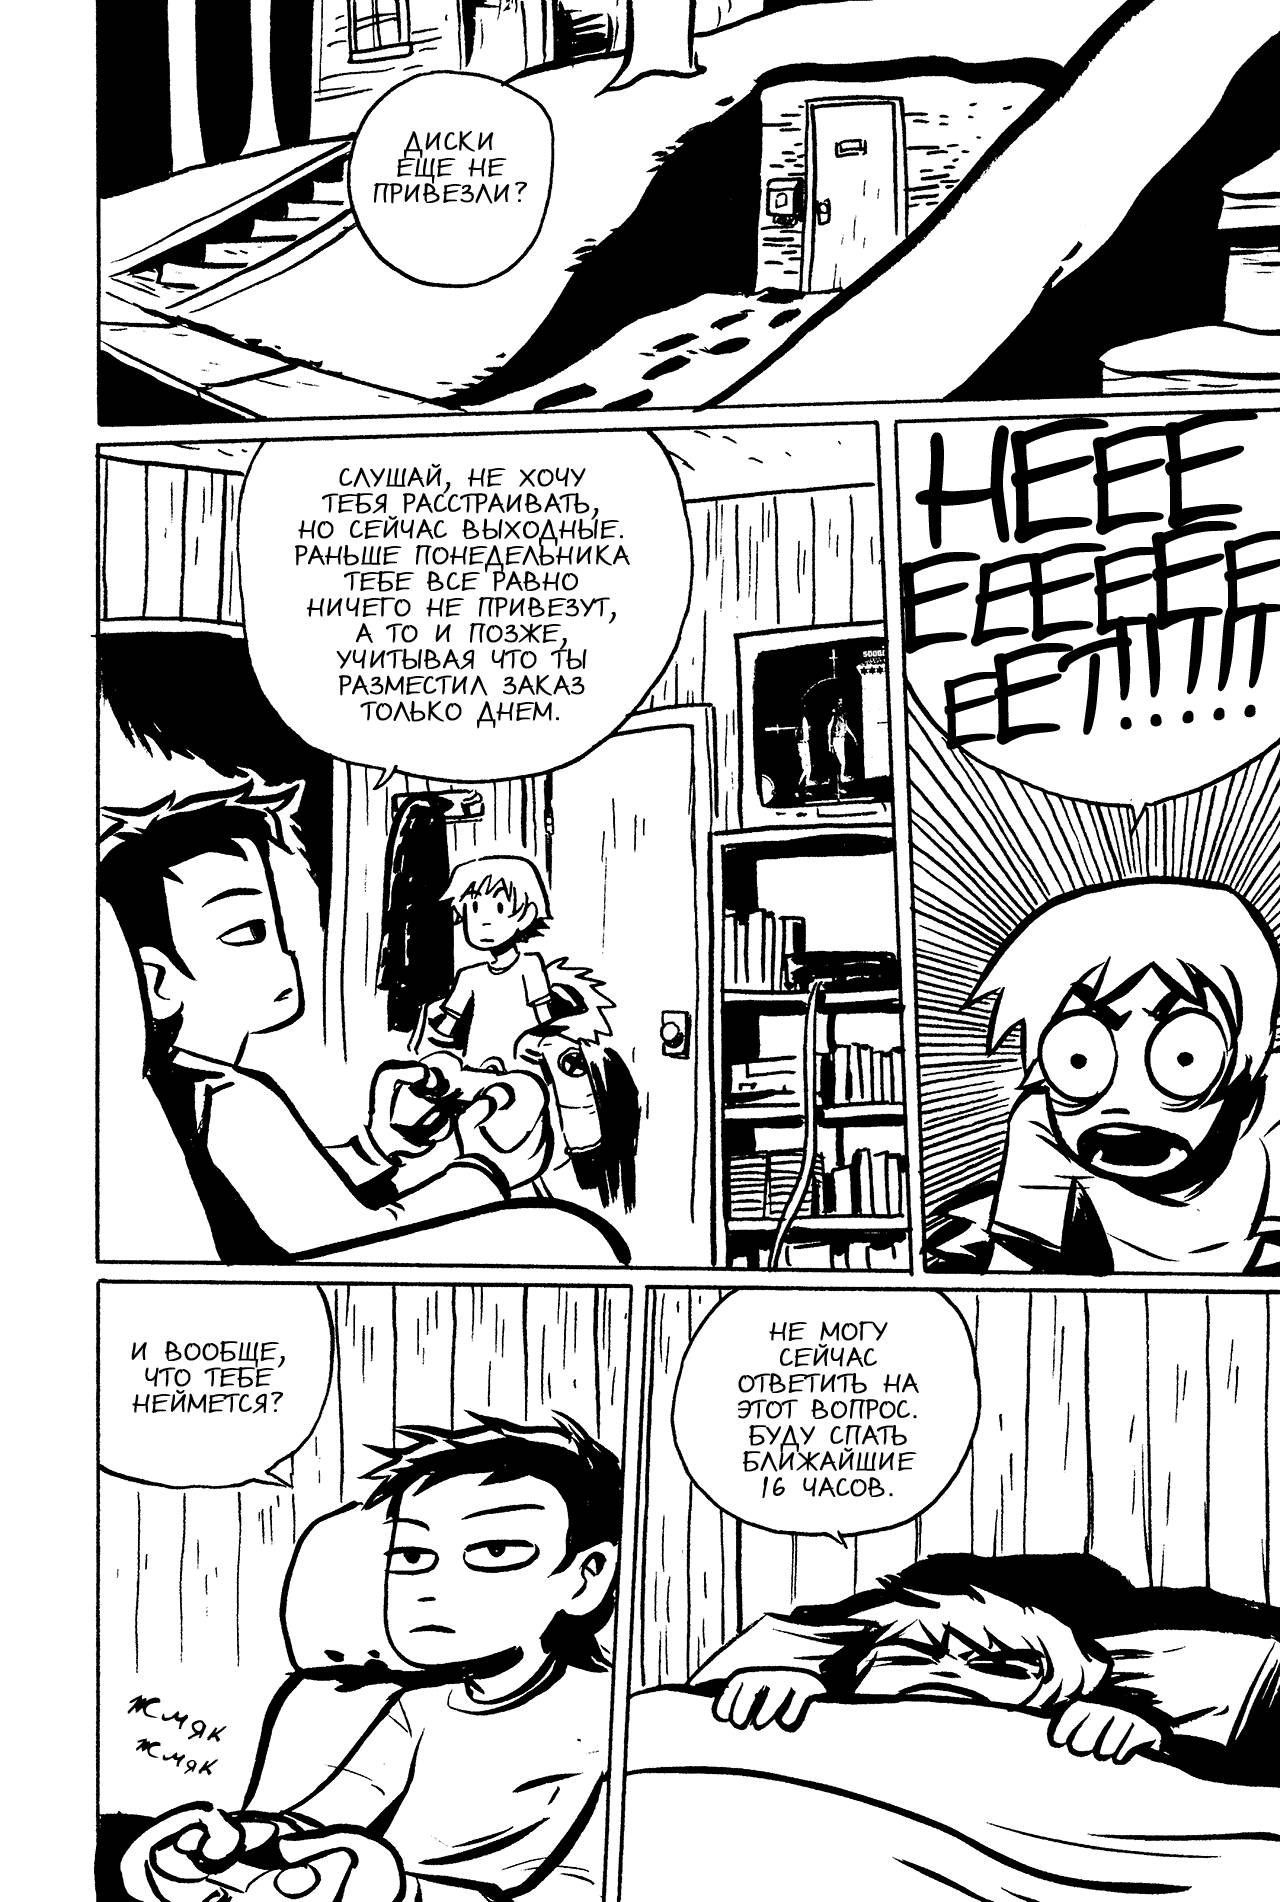 ДИСКИ
ЕЩЕ НЕ
ПРИВЕЗЛИ?
СЛУШАЙ, НЕ ХОЧУ
ТЕБЯ РАССТРАИВАТЬ,
НО СЕЙЧАС ВЫХОДНЫЕ.
РАНЬШЕ ПОНЕДЕЛЬНИКА
ТЕБЕ ВСЕ РАВНО
НИЧЕГО НЕ ПРИВЕЗУТ,
А ТО И ПОЗЖЕ,
УЧИТЫВАЯ ЧТО ТЫ
РАЗМЕСТИЛ ЗАКАЗ
ТОЛЬКО ДНЕМ.
НЕЕЕ
ЕЕЕЕЕЕ
ЕЕТ!!!!!
И ВООБЩЕ,
ЧТО ТЕБЕ
НЕЙМЕТСЯ?
ЖМЯК
ЖМЯК
НЕ МОГУ
СЕЙЧАС
ОТВЕТИТЬ НА
ЭТОТ ВОПРОС.
БУДУ СПАТЬ
БЛИЖАЙШИЕ
16 ЧАСОВ.